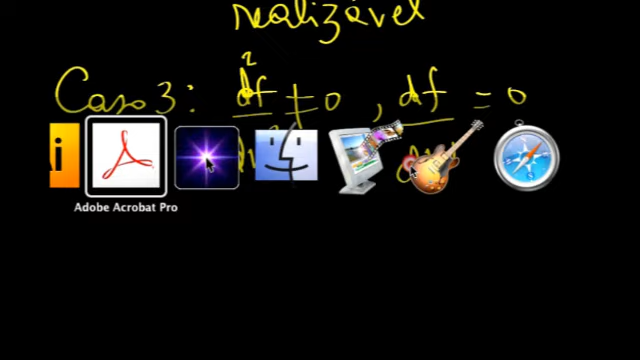 realizável
Caso 3: d²f ≠ 0, df = 0
Adobe Acrobat Pro